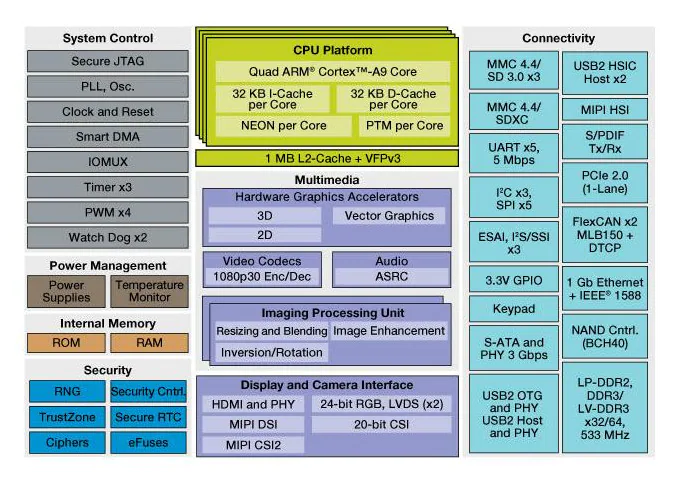 System Control
Secure JTAG
PLL, Osc.
Clock and Reset
Smart DMA
IOMUX
Timer x3
PWM x4
Watch Dog x2
Power Management
Power
Supplies
Temperature
Monitor
Internal Memory
ROM
RAM
Security
RNG
Security Cntrl.
TrustZone
Secure RTC
Ciphers
eFuses
CPU Platform
Quad ARM® Cortex™-A9 Core
32 KB I-Cache
per Core
32 KB D-Cache
per Core
NEON per Core
PTM per Core
1 MB L2-Cache + VFPv3
Multimedia
Hardware Graphics Accelerators
3D
Vector Graphics
2D
Video Codecs
1080p30 Enc/Dec
Audio
ASRC
Imaging Processing Unit
Resizing and Blending
Image Enhancement
Inversion/Rotation
Display and Camera Interface
HDMI and PHY
24-bit RGB, LVDS (x2)
MIPI DSI
20-bit CSI
MIPI CSI2
Connectivity
MMC 4.4/
SD 3.0 x3
MMC 4.4/
SDXC
UART x5,
5 Mbps
I²C x3,
SPI x5
ESAI, I²S/SSI
x3
3.3V GPIO
Keypad
S-ATA and
PHY 3 Gbps
USB2 OTG
and PHY
USB2 Host
and PHY
USB2 HSIC
Host x2
MIPI HSI
S/PDIF
Tx/Rx
PCIe 2.0
(1-Lane)
FlexCAN x2
MLB150 +
DTCP
1 Gb Ethernet
+ IEEE® 1588
NAND Cntrl.
(BCH40)
LP-DDR2,
DDR3/
LV-DDR3
x32/64,
533 MHz